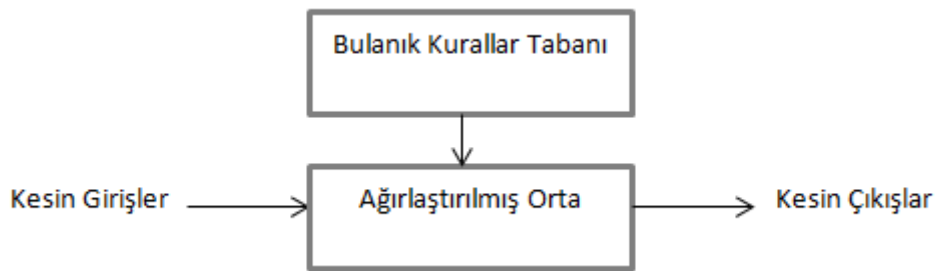 Bulanık Kurallar Tabanı
Kesin Girişler
Ağırlaştırılmış Orta
Kesin Çıkışlar